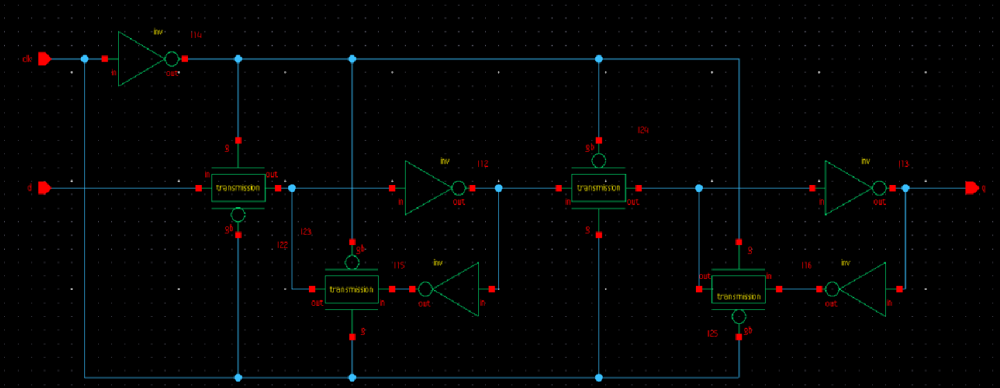 inv
I14
clk
in
out
I24
g
gb
inv
I12
inv
I13
in
out
d
transmission
transmission
q
in
out
in
out
in
out
gb
g
I23
I22
gb
g
I15
inv
out
in
I16
inv
transmission
transmission
out
in
out
in
out
in
g
I25
gb